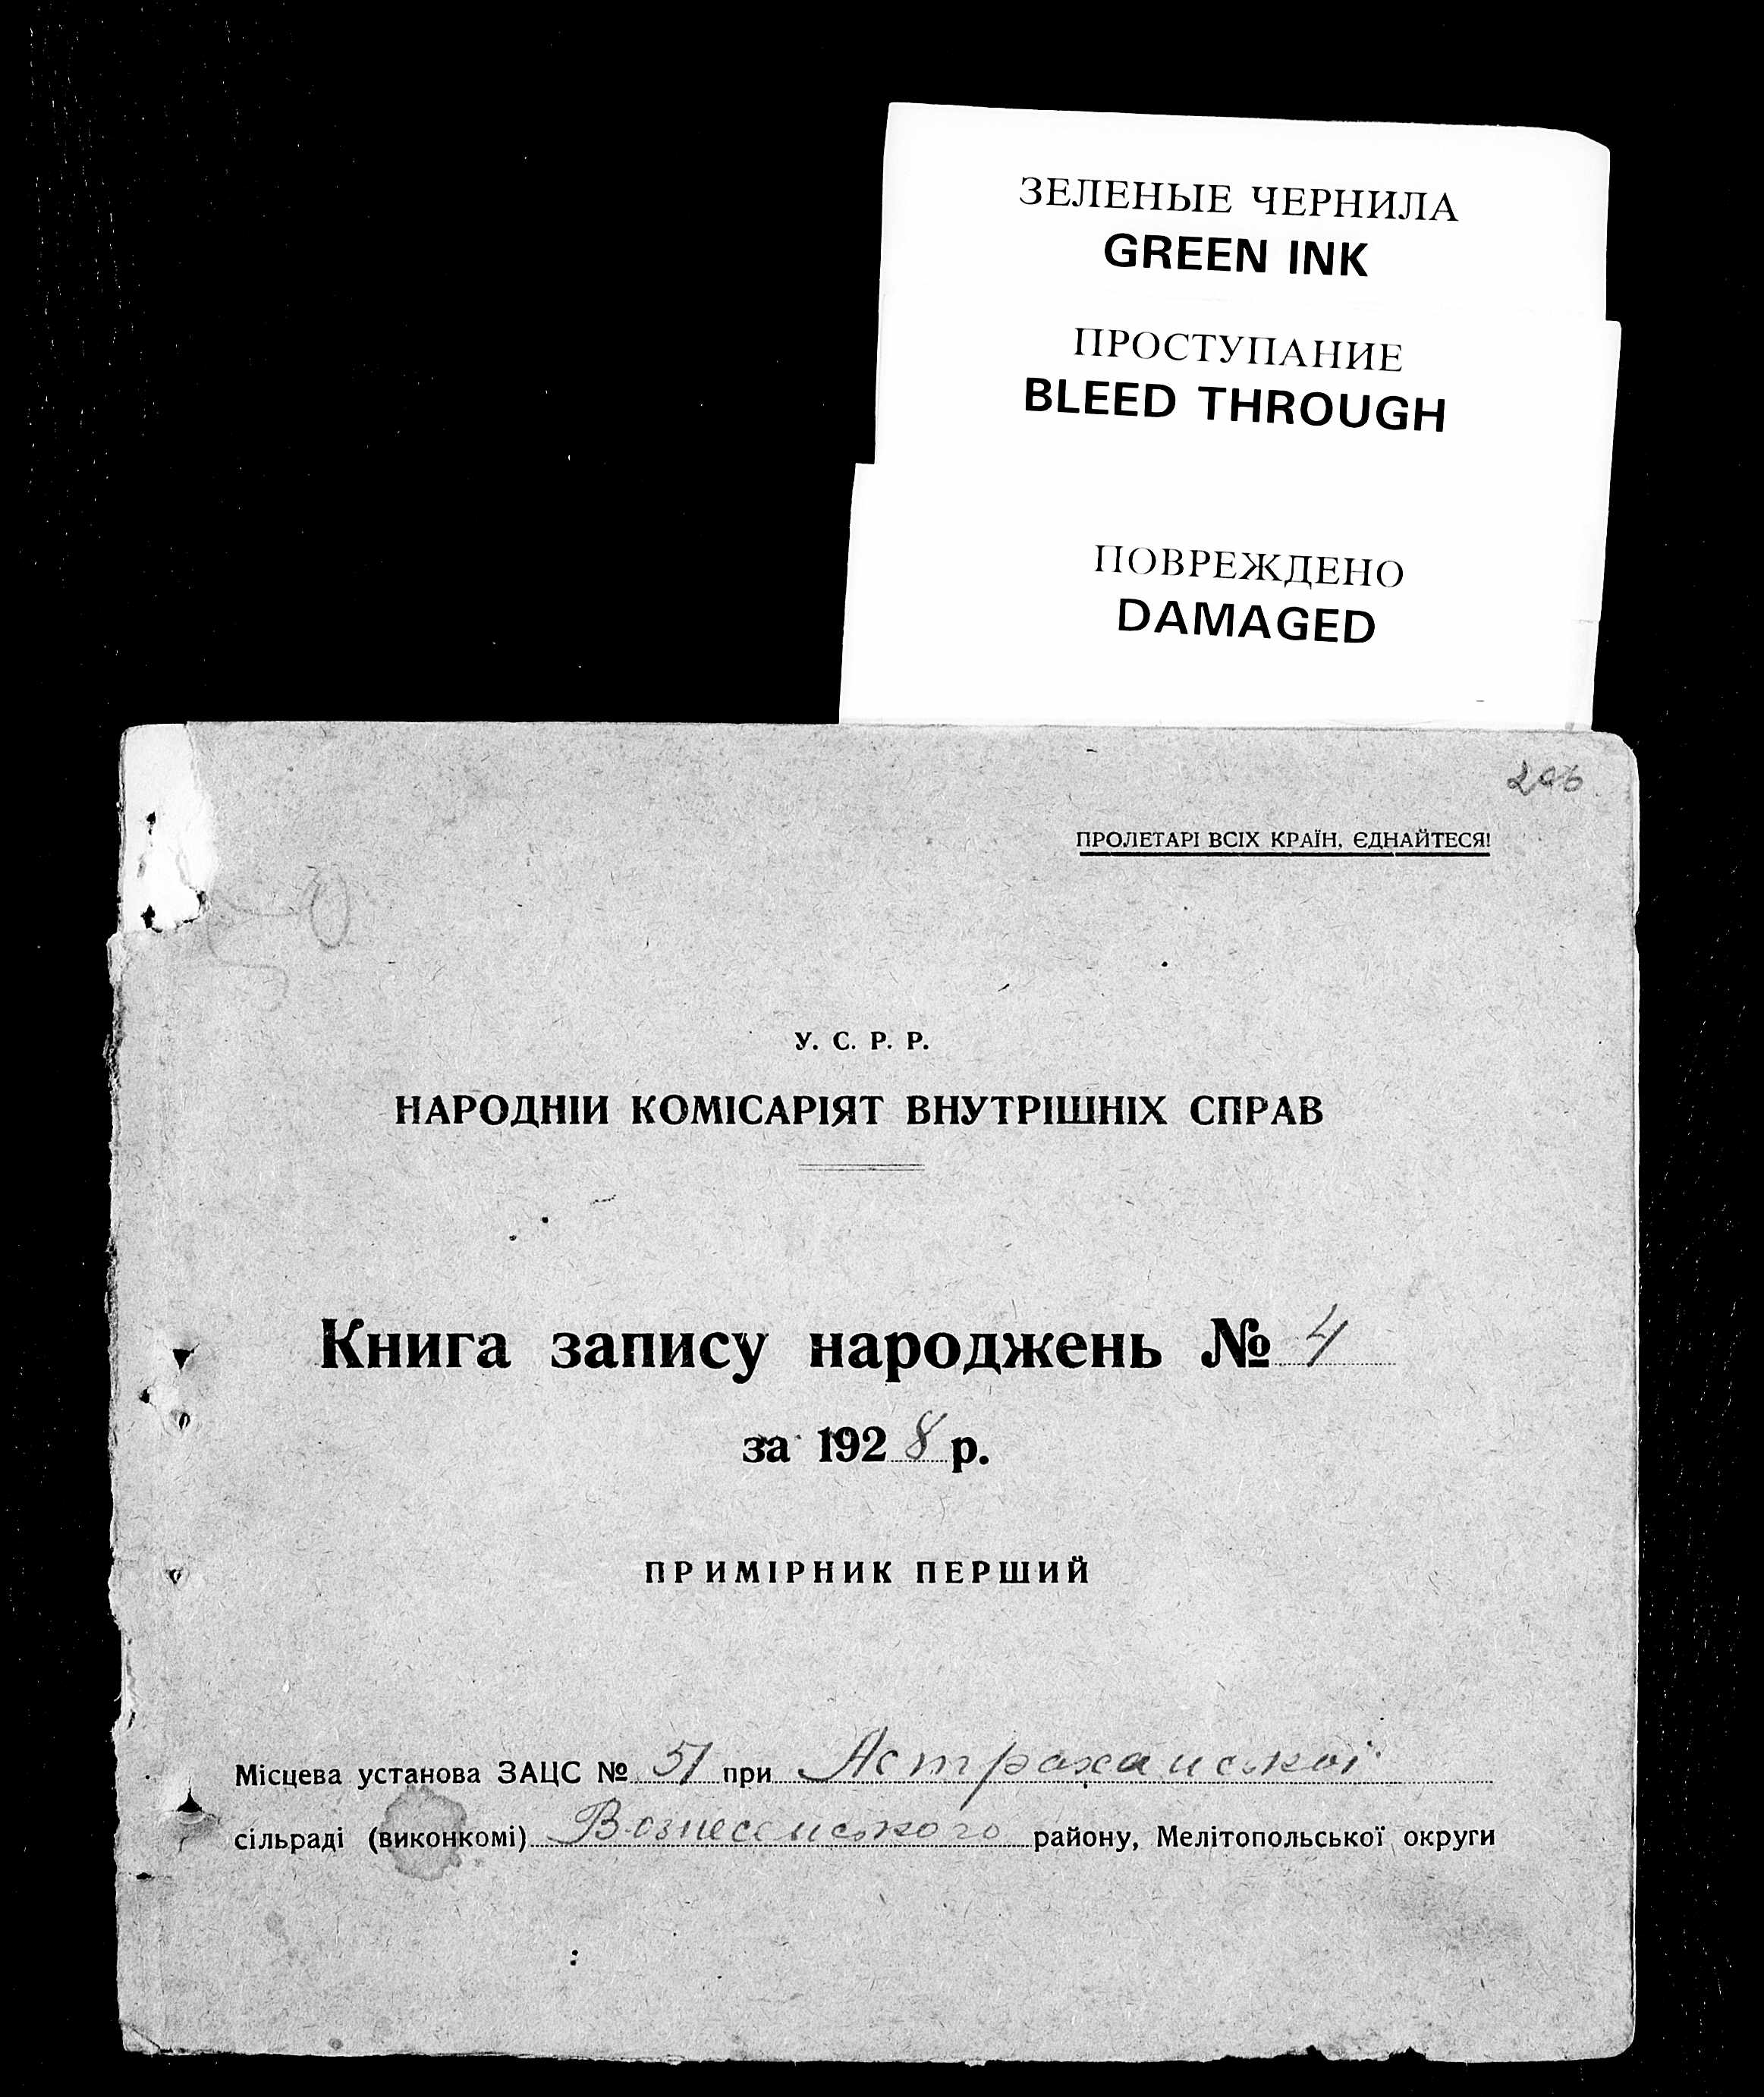 ЗЕЛЕНЫЕ ЧЕРНИЛА
GREEN INK
ПРОСТУПАНИЕ
BLEED THROUGH
ПОВРЕЖДЕНО
DAMAGED
ПРОЛЕТАРІ ВСІХ КРАЇН, ЄДНАЙТЕСЯ!
У. С. Р. Р.
НАРОДНІЙ КОМІСАРІЯТ ВНУТРІШНІХ СПРАВ
Книга запису народжень № 4
за 1928 р.
ПРИМІРНИК ПЕРШИЙ
Місцева установа ЗАЦС № 51 при Астраханської
сільраді (виконкомі) Вознесенського району, Мелітопольської округи